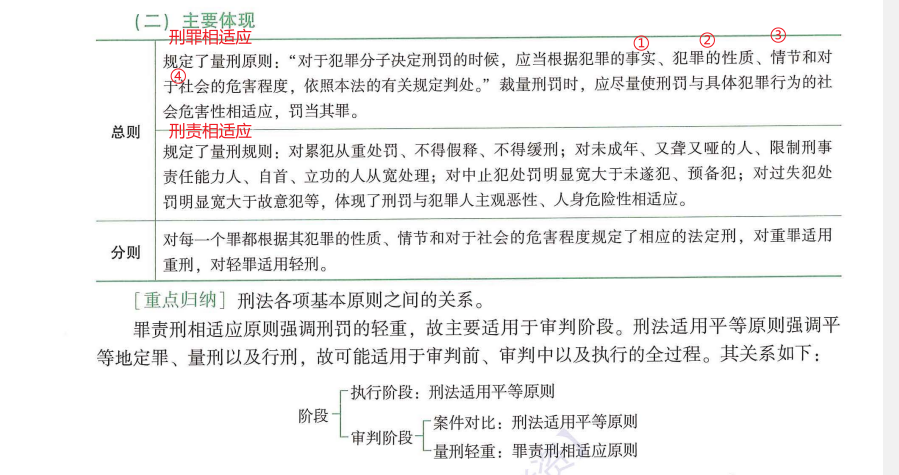 (二) 主要体现
刑罪相适应
① ② ③
规定了量刑原则：“对于犯罪分子决定刑罚的时候，应当根据犯罪的事实、犯罪的性质、情节和对
④
于社会的危害程度，依照本法的有关规定判处。”裁量刑罚时，应尽量使刑罚与具体犯罪行为的社
会危害性相适应，罚当其罪。
总则
刑责相适应
规定了量刑规则：对累犯从重处罚、不得假释、不得缓刑；对未成年、又聋又哑的人、限制刑事
责任能力人、自首、立功的人从宽处理；对中止犯处罚明显宽大于未遂犯、预备犯；对过失犯处
罚明显宽大于故意犯等，体现了刑罚与犯罪人主观恶性、人身危险性相适应。
分则
对每一个罪都根据其犯罪的性质、情节和对于社会的危害程度规定了相应的法定刑，对重罪适用
重刑，对轻罪适用轻刑。
[重点归纳] 刑法各项基本原则之间的关系。
罪责刑相适应原则强调刑罚的轻重，故主要适用于审判阶段。刑法适用平等原则强调平
等地定罪、量刑以及行刑，故可能适用于审判前、审判中以及执行的全过程。其关系如下：
执行阶段：刑法适用平等原则
阶段
案件对比：刑法适用平等原则
审判阶段
量刑轻重：罪责刑相适应原则